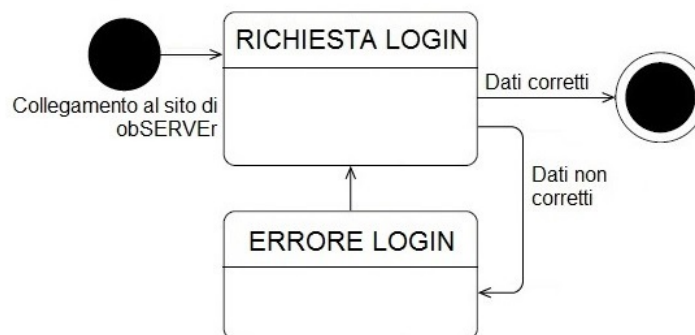 RICHIESTA LOGIN
Collegamento al sito di
obSERVEr
Dati corretti
Dati non
corretti
ERRORE LOGIN